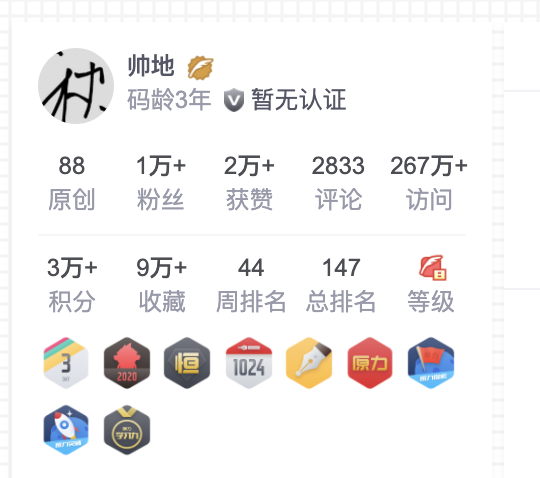 帅地
码龄3年 暂无认证
88 1万+ 2万+ 2833 267万+
原创 粉丝 获赞 评论 访问
3万+ 9万+ 44 147
积分 收藏 周排名 总排名 等级
3 2020 恒 1024 原力